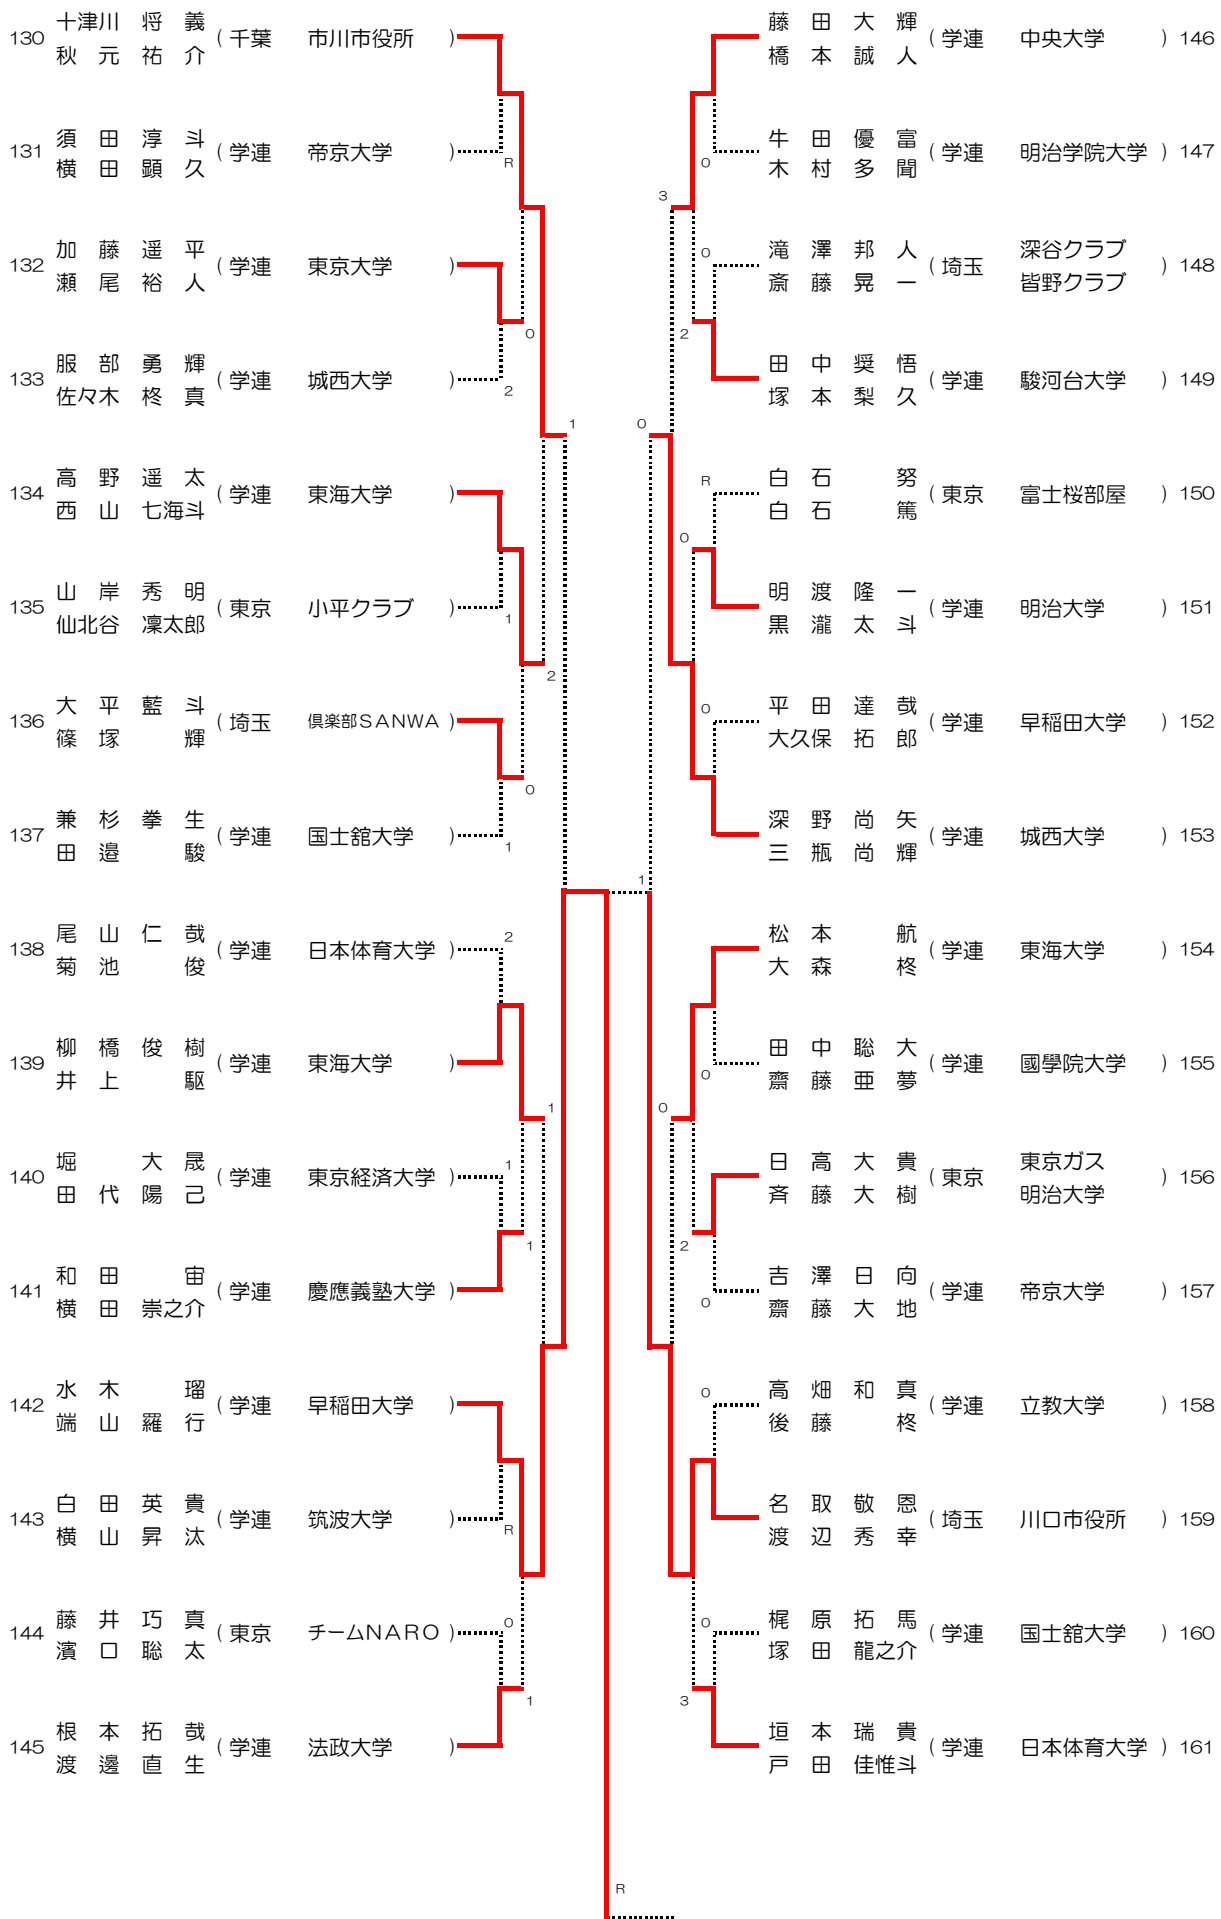 130 十津川 将義 秋元祐介 (千葉 市川市役所)
131 須田淳斗 横田顕久 (学連 帝京大学)
R
132 加藤遥平 瀬尾裕人 (学連 東京大学)
0
133 服部勇輝 佐々木柊真 (学連 城西大学)
2
1
134 高野遥太 西山七海斗 (学連 東海大学)
135 山岸秀明 仙北谷凜太郎 (東京 小平クラブ)
1
2
136 大平藍斗 篠塚輝 (埼玉 倶楽部SANWA)
0
137 兼杉拳生 田邉駿 (学連 国士舘大学)
1
138 尾山仁哉 菊池俊 (学連 日本体育大学)
2
139 柳橋俊樹 井上駆 (学連 東海大学)
1
140 堀大晟 田代陽己 (学連 東京経済大学)
1
1
141 和田宙 横田崇之介 (学連 慶應義塾大学)
142 水木瑠 端山羅行 (学連 早稲田大学)
143 白田英貴 横山昇汰 (学連 筑波大学)
R
144 藤井巧真 濱口聡太 (東京 チームNARO)
0
1
145 根本拓哉 渡邊直生 (学連 法政大学)
藤田大輝 橋本誠人 (学連 中央大学) 146
牛田優富 木村多聞 (学連 明治学院大学) 147
0
3
滝澤邦人 斎藤晃一 (埼玉 深谷クラブ 皆野クラブ) 148
0
2
田中奨悟 塚本梨久 (学連 駿河台大学) 149
0
白石努 白石篤 (東京 富士桜部屋) 150
R
0
明渡隆一 黒瀧太斗 (学連 明治大学) 151
平田達哉 大久保拓郎 (学連 早稲田大学) 152
0
深野尚矢 三瓶尚輝 (学連 城西大学) 153
1
松本航 大森柊 (学連 東海大学) 154
田中聡大 齋藤亜夢 (学連 國學院大学) 155
0
0
日高大貴 斉藤大樹 (東京 東京ガス 明治大学) 156
2
吉澤日向 齋藤大地 (学連 帝京大学) 157
0
高畑和真 後藤柊 (学連 立教大学) 158
0
名取敬恩 渡辺秀幸 (埼玉 川口市役所) 159
梶原拓馬 塚田龍之介 (学連 国士舘大学) 160
0
3
垣本瑞貴 戸田佳惟斗 (学連 日本体育大学) 161
R